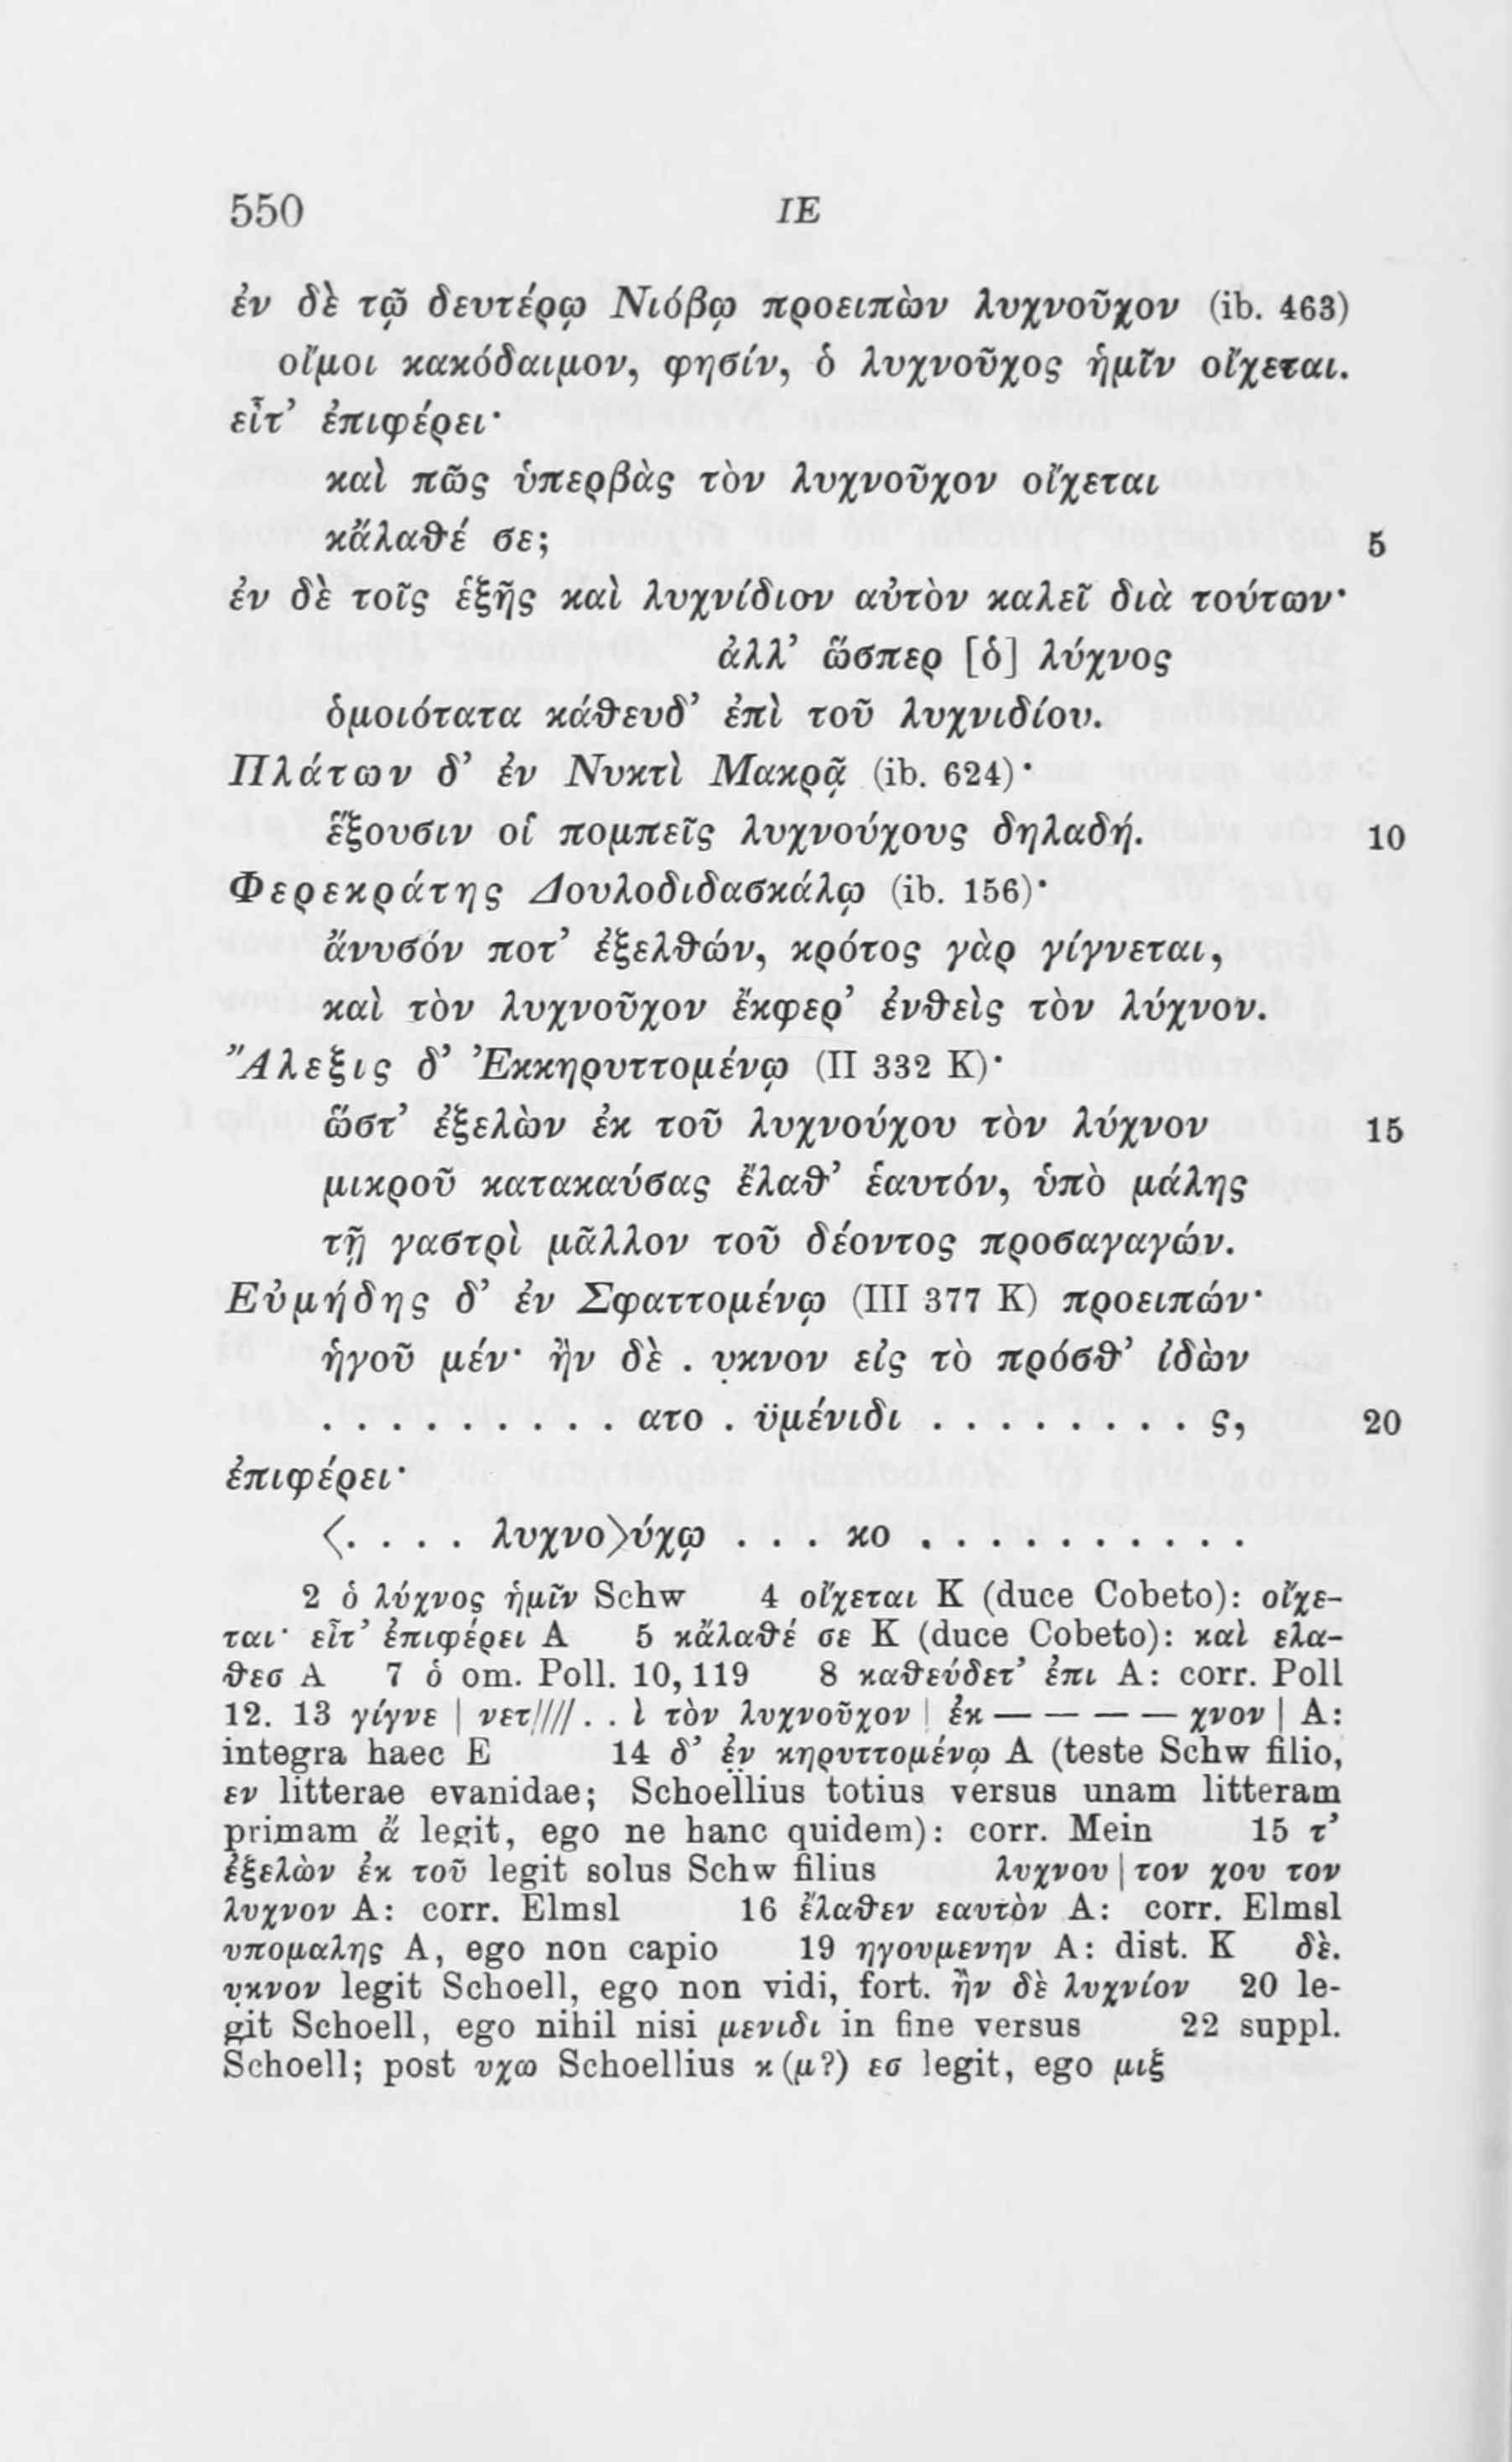 550 ΙΕ
ἐν δὲ τῷ δευτέρῳ Νιόβῳ προειπὼν λυχνοῦχον (ib. 463)
οἴμοι κακόδαιμον, φησίν, ὁ λυχνοῦχος ἡμῖν οἴχεται.
εἶτ’ ἐπιφέρει·
καὶ πῶς ὑπερβὰς τὸν λυχνοῦχον οἴχεται
κἄλαθέ σε; 5
ἐν δὲ τοῖς ἑξῆς καὶ λυχνίδιον αὐτὸν καλεῖ διὰ τούτων·
ἀλλ’ ὥσπερ [ὁ] λύχνος
ὁμοιότατα κάθευδ’ ἐπὶ τοῦ λυχνιδίου.
Πλάτων δ’ ἐν Νυκτὶ Μακρᾷ (ib. 624)·
ἕξουσιν οἱ πομπεῖς λυχνούχους δηλαδή. 10
Φερεκράτης Δουλοδιδασκάλῳ (ib. 156)·
ἄνυσόν ποτ’ ἐξελθών, κρότος γὰρ γίγνεται,
καὶ τὸν λυχνοῦχον ἔκφερ’ ἐνθεὶς τὸν λύχνον.
Ἄλεξις δ’ Ἐκκηρυττομένῳ (II 332 K)·
ὥστ’ ἐξελὼν ἐκ τοῦ λυχνούχου τὸν λύχνον 15
μικροῦ κατακαύσας ἔλαθ’ ἑαυτόν, ὑπὸ μάλης
τῇ γαστρὶ μᾶλλον τοῦ δέοντος προσαγαγών.
Εὐμήδης δ’ ἐν Σφαττομένῳ (III 377 K) προειπών·
ἡγοῦ μέν· ἢν δὲ . υ̣κνον εἰς τὸ πρόσθ’ ἰδὼν
. . . . . . . . . ατο . ϋμένιδι . . . . . . . . ς, 20
ἐπιφέρει·
⟨. . . . λυχνο⟩ύχῳ . . . κο . . . . . . . . . .
2 ὁ λύχνος ἡμῖν Schw 4 οἴχεται K (duce Cobeto): οἴχε-
ται· εἶτ’ ἐπιφέρει A 5 κἄλαθέ σε K (duce Cobeto): καὶ ελα-
θεσ A 7 ὁ om. Poll. 10, 119 8 καθεύδετ’ ἐπι A: corr. Poll
12. 13 γίγνε | νετ//// . . ὶ τὸν λυχνοῦχον | ἐκ — — — — χνον | A:
integra haec E 14 δ’ ἐν κηρυττομένῳ A (teste Schw filio,
εν litterae evanidae; Schoellius totius versus unam litteram
primam ἄ legit, ego ne hanc quidem): corr. Mein 15 τ’
ἐξελὼν ἐκ τοῦ legit solus Schw filius λυχνου | τον χου τον
λυχνον A: corr. Elmsl 16 ἔλαθεν εαυτὸν A: corr. Elmsl
υπομαλης A, ego non capio 19 ηγουμενην A: dist. K δὲ.
υ̣κνον legit Schoell, ego non vidi, fort. ἢν δὲ λυχνίον 20 le-
git Schoell, ego nihil nisi μενιδι in fine versus 22 suppl.
Schoell; post υχω Schoellius κ (μ?) εσ legit, ego μιξ